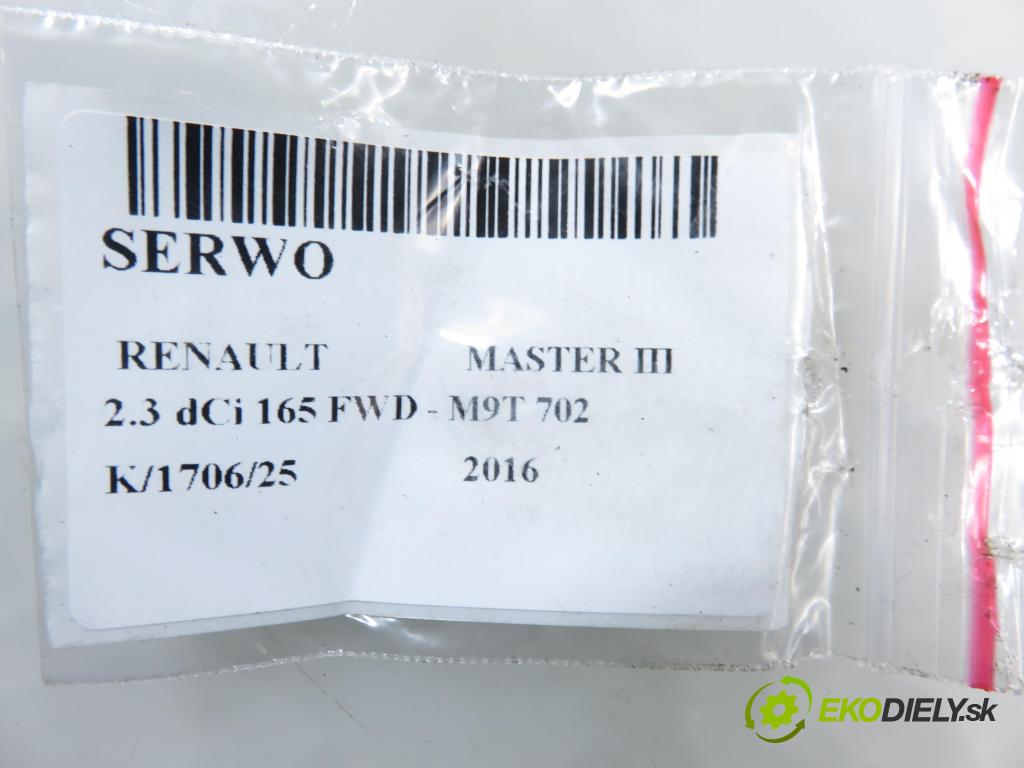 SERWO
RENAULT MASTER III
2.3 dCi 165 FWD - M9T 702
K/1706/25 2016
EKODIELY.sk